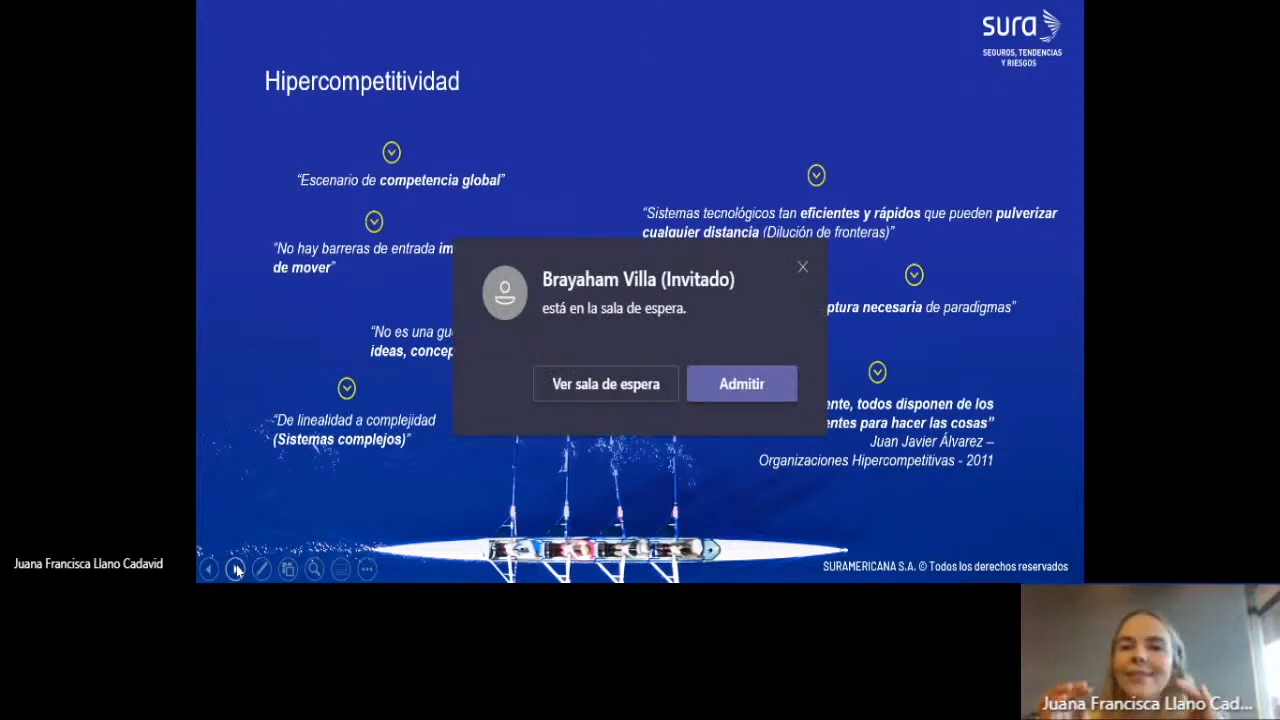 sura
SEGUROS, TENDENCIAS
Y RIESGOS
Hipercompetitividad
“Escenario de competencia global”
“No hay barreras de entrada
de mover”
“No es una
ideas,
“De linealidad a complejidad
(Sistemas complejos)”
“Sistemas tecnológicos tan eficientes y rápidos que pueden pulverizar
cualquier distancia (Dilución de fronteras)”
necesaria de paradigmas”
todos disponen de los
para hacer las cosas”
Juan Javier Álvarez –
Organizaciones Hipercompetitivas - 2011
Brayaham Villa (Invitado)
está en la sala de espera.
Ver sala de espera
Admitir
SURAMERICANA S.A. © Todos los derechos reservados
Juana Francisca Llano Cadavid
Juana Francisca Llano Cad...